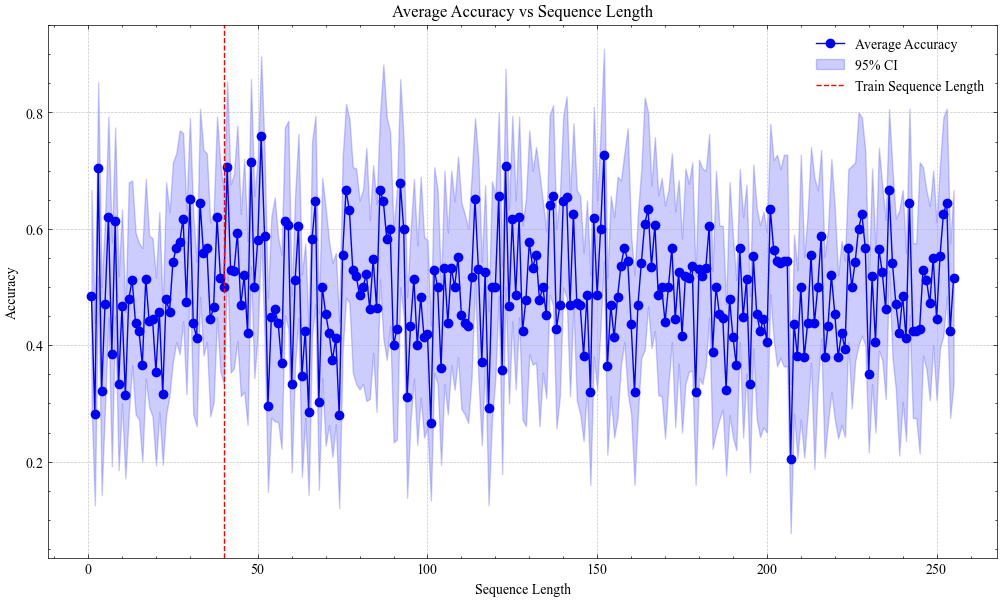 Average Accuracy vs Sequence Length
Average Accuracy
95% CI
Train Sequence Length
Accuracy
0.8
0.6
0.4
0.2
0 50 100 150 200 250
Sequence Length